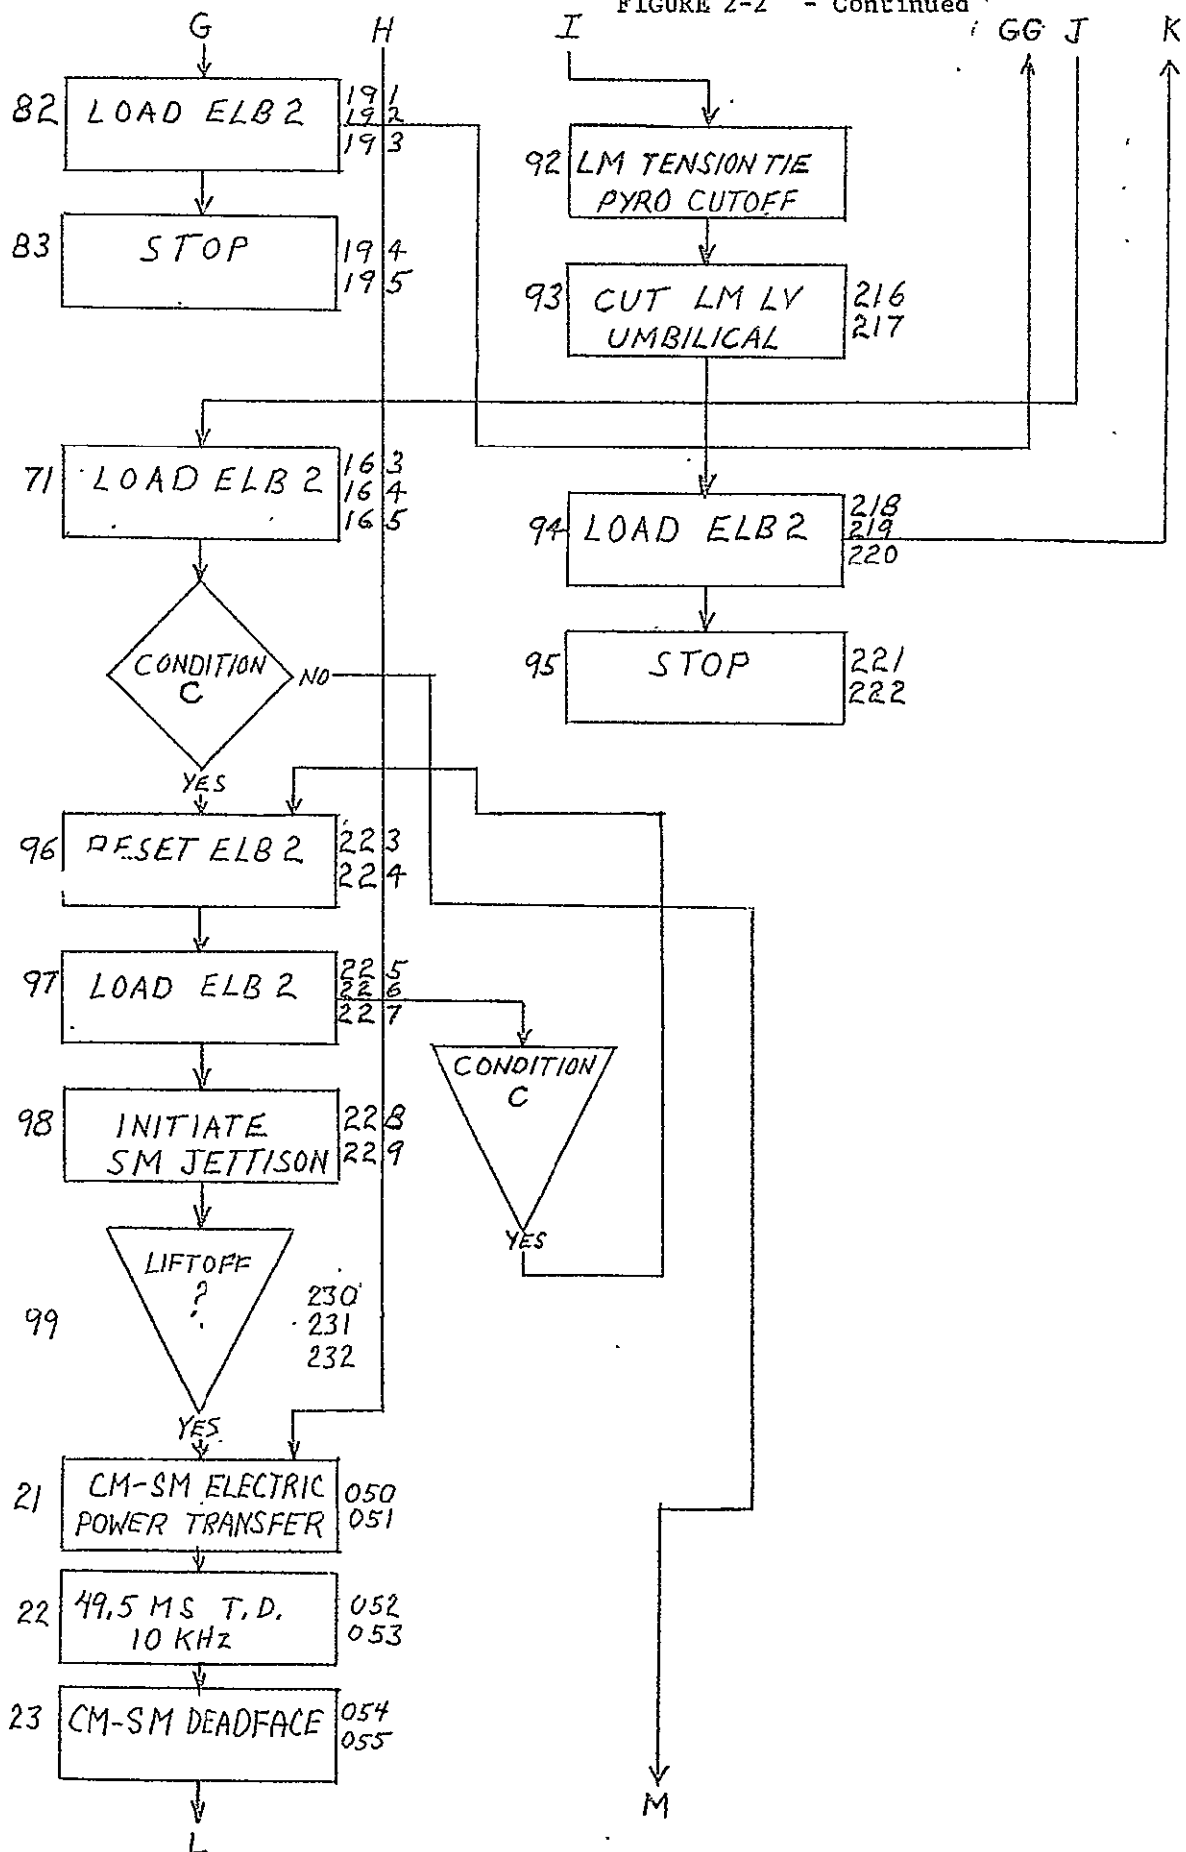 FIGURE 2-2 - Continued
G H I GG J K
82 LOAD ELB 2
191
192
193
83 STOP
194
195
92 LM TENSION TIE
PYRO CUTOFF
93 CUT LM LV
UMBILICAL
216
217
71 LOAD ELB 2
163
164
165
94 LOAD ELB 2
218
219
220
95 STOP
221
222
CONDITION
C
NO
YES
96 RESET ELB 2
223
224
97 LOAD ELB 2
225
226
227
CONDITION
C
YES
98 INITIATE
SM JETTISON
228
229
99 LIFTOFF
?
230
231
232
YES
21 CM-SM ELECTRIC
POWER TRANSFER
050
051
22 49.5 MS T.D.
10 KHz
052
053
23 CM-SM DEADFACE
054
055
L
M